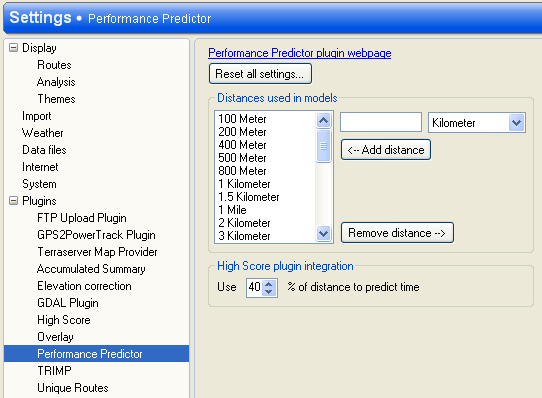 Settings • Performance Predictor
Display
Routes
Analysis
Themes
Import
Weather
Data files
Internet
System
Plugins
FTP Upload Plugin
GPS2PowerTrack Plugin
Terraserver Map Provider
Accumulated Summary
Elevation correction
GDAL Plugin
High Score
Overlay
Performance Predictor
TRIMP
Unique Routes
Performance Predictor plugin webpage
Reset all settings...
Distances used in models
100 Meter
200 Meter
400 Meter
500 Meter
800 Meter
1 Kilometer
1.5 Kilometer
1 Mile
2 Kilometer
3 Kilometer
Kilometer
<-- Add distance
Remove distance -->
High Score plugin integration
Use 40 % of distance to predict time